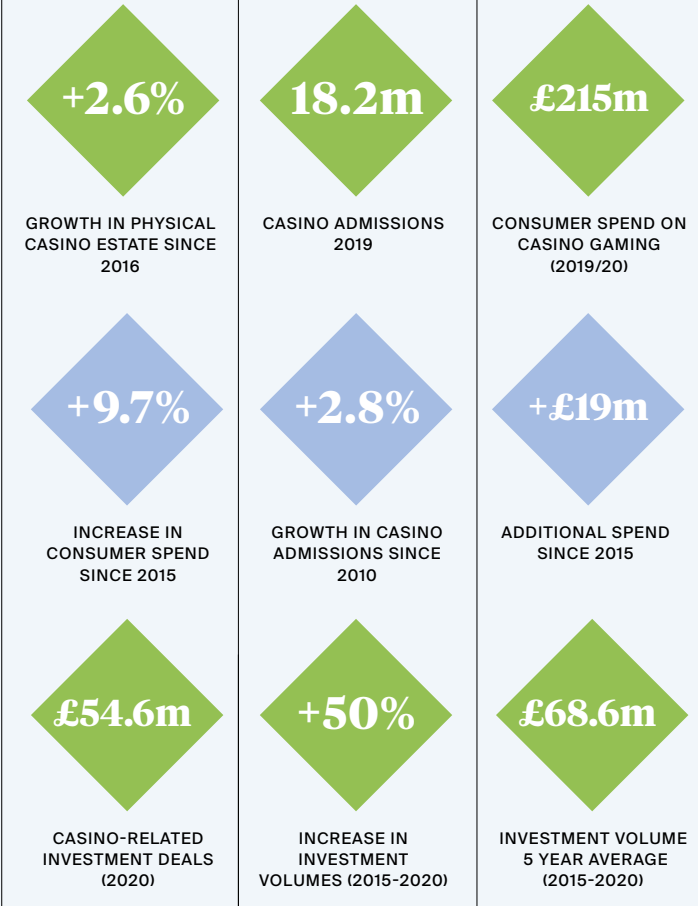 +2.6%
GROWTH IN PHYSICAL
CASINO ESTATE SINCE
2016
18.2m
CASINO ADMISSIONS
2019
£215m
CONSUMER SPEND ON
CASINO GAMING
(2019/20)
+9.7%
INCREASE IN
CONSUMER SPEND
SINCE 2015
+2.8%
GROWTH IN CASINO
ADMISSIONS SINCE
2010
+£19m
ADDITIONAL SPEND
SINCE 2015
£54.6m
CASINO-RELATED
INVESTMENT DEALS
(2020)
+50%
INCREASE IN
INVESTMENT
VOLUMES (2015-2020)
£68.6m
INVESTMENT VOLUME
5 YEAR AVERAGE
(2015-2020)